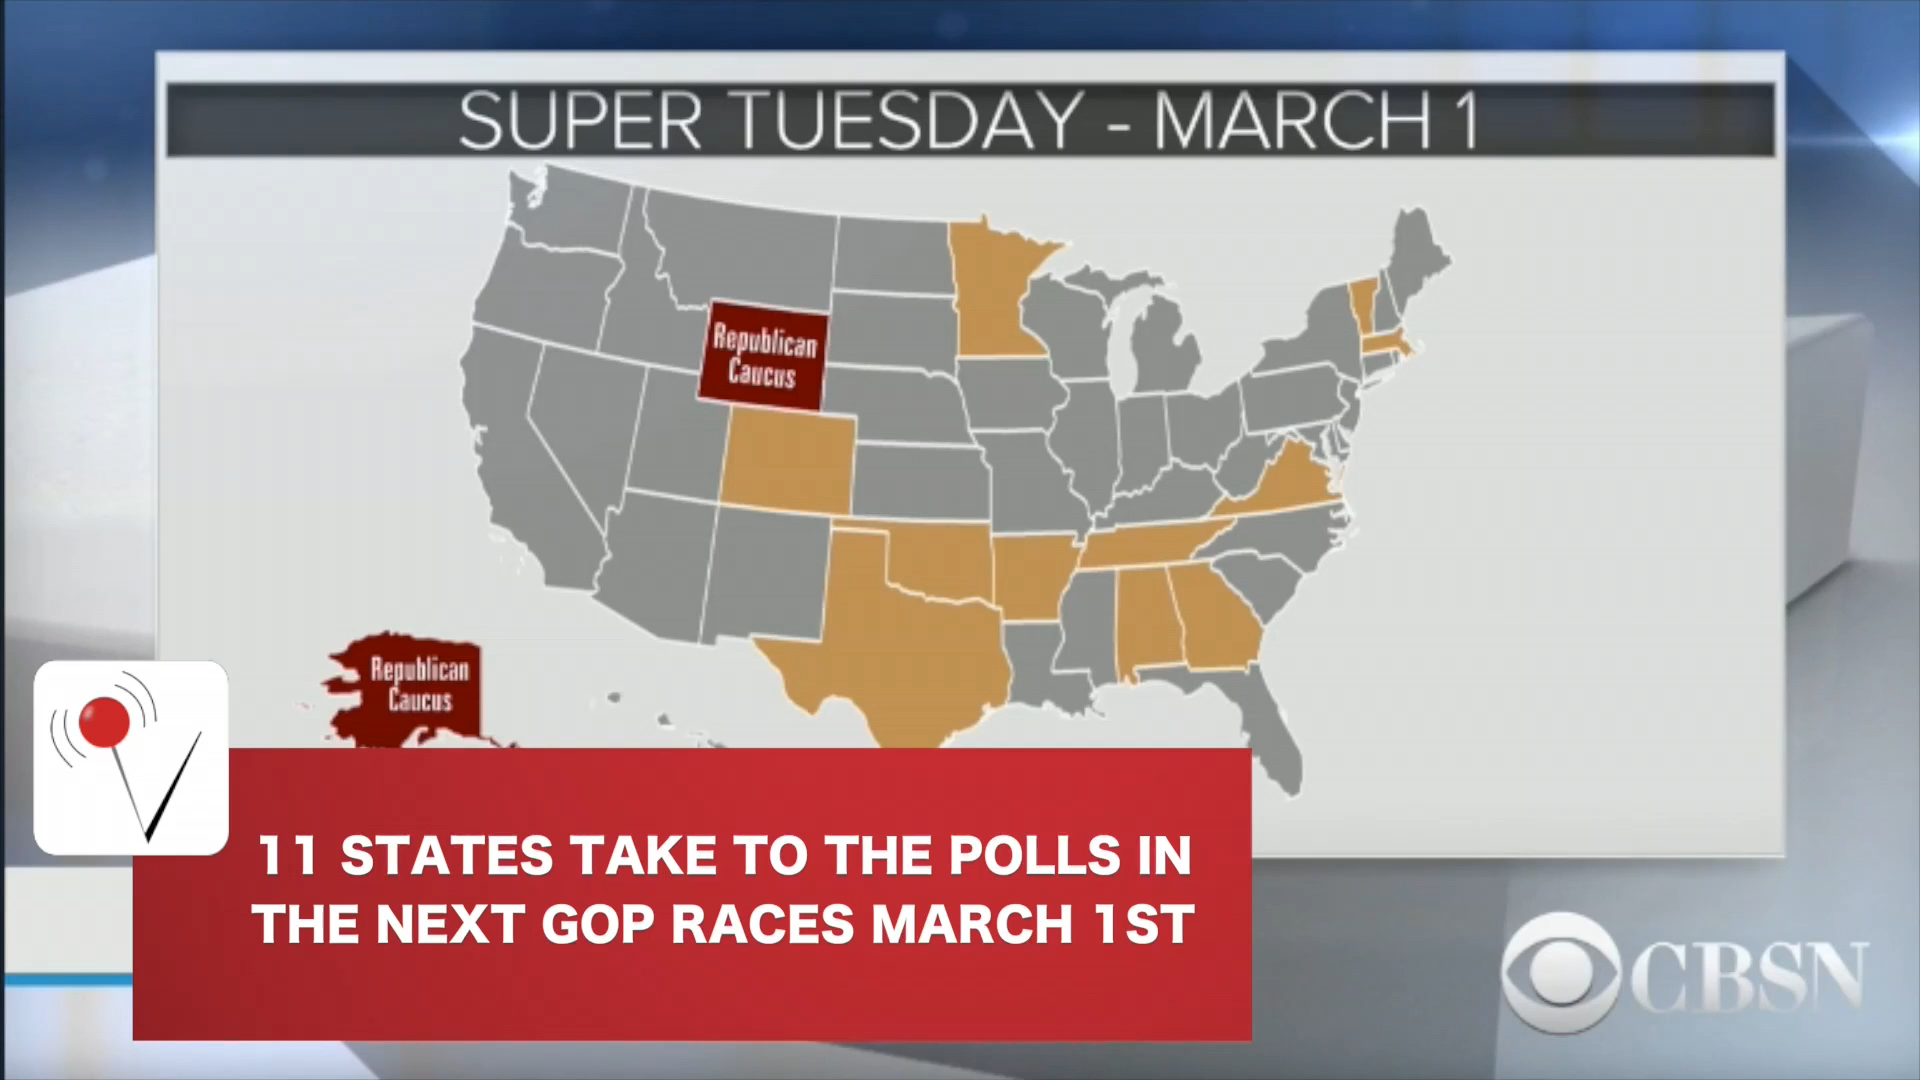 SUPER TUESDAY - MARCH 1
Republican
Caucus
Republican
Caucus
11 STATES TAKE TO THE POLLS IN
THE NEXT GOP RACES MARCH 1ST
CBSN